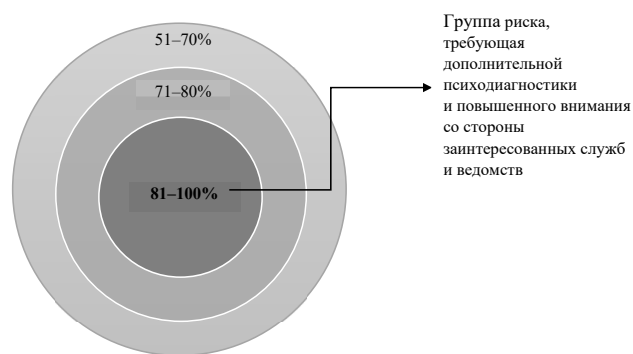 51–70%
71–80%
81–100%
Группа риска,
требующая
дополнительной
психодиагностики
и повышенного внимания
со стороны
заинтересованных служб
и ведомств